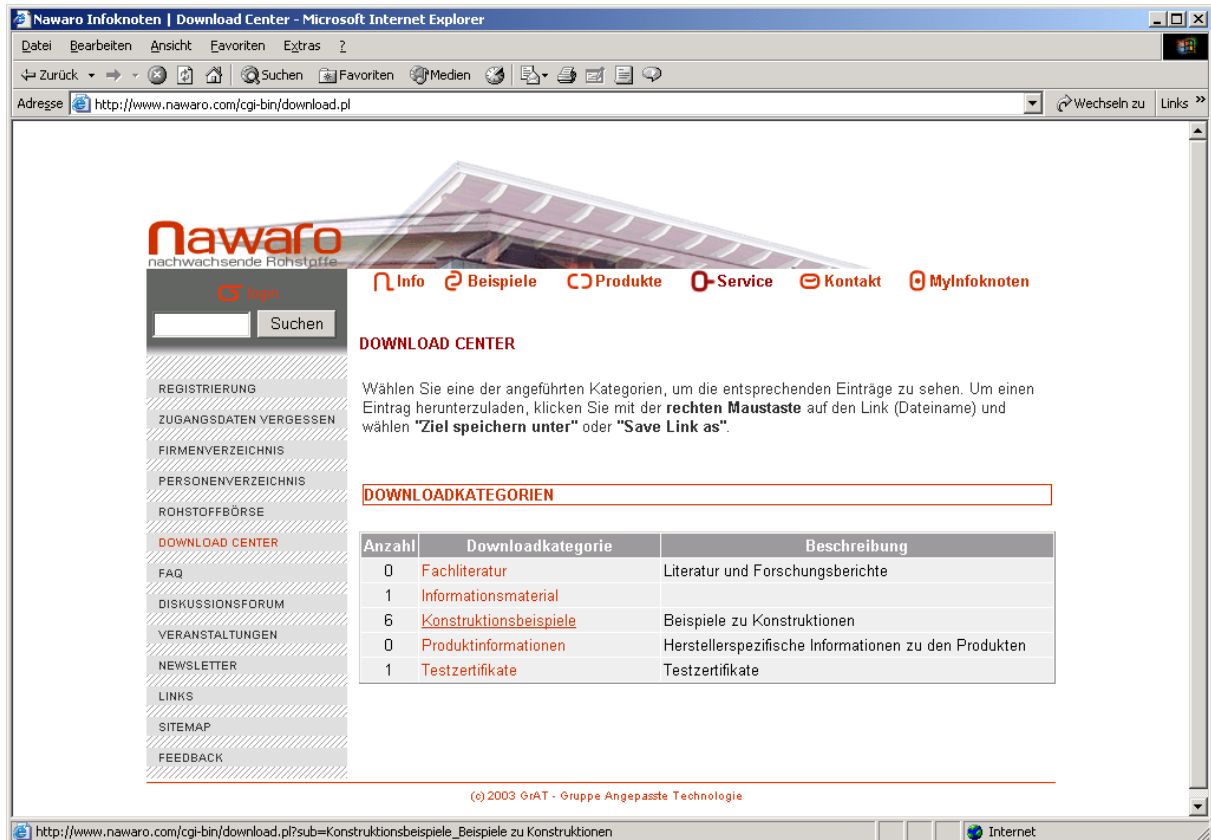 Nawaro Infoknoten | Download Center - Microsoft Internet Explorer
Datei Bearbeiten Ansicht Favoriten Extras ?
Zurück Suchen Favoriten Medien
Adresse http://www.nawaro.com/cgi-bin/download.pl Wechseln zu Links »
nawaro
nachwachsende Rohstoffe
Info Beispiele Produkte Service Kontakt MyInfoknoten
login
Suchen
DOWNLOAD CENTER
Wählen Sie eine der angeführten Kategorien, um die entsprechenden Einträge zu sehen. Um einen
Eintrag herunterzuladen, klicken Sie mit der rechten Maustaste auf den Link (Dateiname) und
wählen "Ziel speichern unter" oder "Save Link as".
REGISTRIERUNG
ZUGANGSDATEN VERGESSEN
FIRMENVERZEICHNIS
PERSONENVERZEICHNIS
ROHSTOFFBÖRSE
DOWNLOAD CENTER
FAQ
DISKUSSIONSFORUM
VERANSTALTUNGEN
NEWSLETTER
LINKS
SITEMAP
FEEDBACK
DOWNLOADKATEGORIEN
Anzahl Downloadkategorie Beschreibung
0 Fachliteratur Literatur und Forschungsberichte
1 Informationsmaterial
6 Konstruktionsbeispiele Beispiele zu Konstruktionen
0 Produktinformationen Herstellerspezifische Informationen zu den Produkten
1 Testzertifikate Testzertifikate
(c) 2003 GrAT - Gruppe Angepasste Technologie
http://www.nawaro.com/cgi-bin/download.pl?sub=Konstruktionsbeispiele_Beispiele zu Konstruktionen Internet